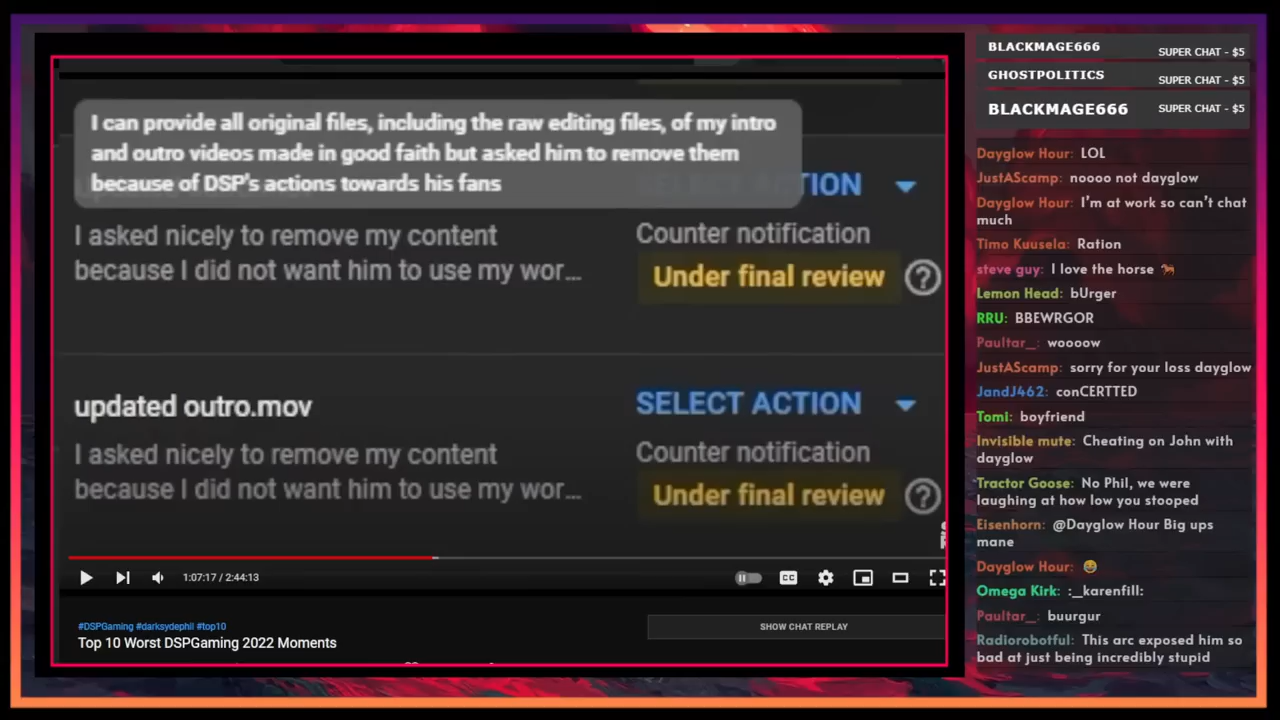 I can provide all original files, including the raw editing files, of my intro
and outro videos made in good faith but asked him to remove them
because of DSP's actions towards his fans
SELECT ACTION
I asked nicely to remove my content
because I did not want him to use my wor...
Counter notification
Under final review
?
updated outro.mov
SELECT ACTION
I asked nicely to remove my content
because I did not want him to use my wor...
Counter notification
Under final review
?
1:07:17 / 2:44:13
CC
#DSPGaming #darksydephil #top10
Top 10 Worst DSPGaming 2022 Moments
SHOW CHAT REPLAY
BLACKMAGE666 SUPER CHAT - $5
GHOSTPOLITICS SUPER CHAT - $5
BLACKMAGE666 SUPER CHAT - $5
Dayglow Hour: LOL
JustAScamp: noooo not dayglow
Dayglow Hour: I'm at work so can't chat
much
Timo Kuusela: Ration
steve guy: I love the horse 🐎
Lemon Head: bUrger
RRU: BBEWRGOR
Paultar_: woooow
JustAScamp: sorry for your loss dayglow
JandJ462: conCERTTED
Tomi: boyfriend
Invisible mute: Cheating on John with
dayglow
Tractor Goose: No Phil, we were
laughing at how low you stooped
Eisenhorn: @Dayglow Hour Big ups
mane
Dayglow Hour: 😂
Omega Kirk: :_karenfill:
Paultar_: buurgur
Radiorobotful: This arc exposed him so
bad at just being incredibly stupid